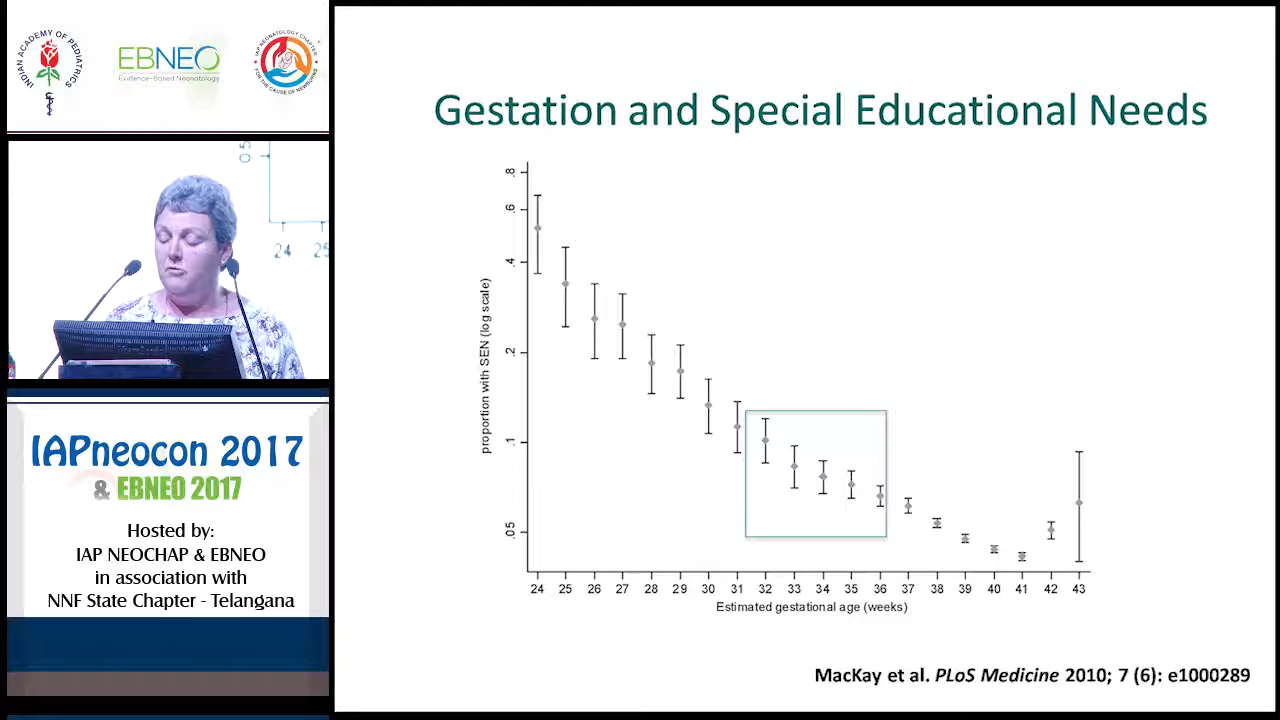 INDIAN ACADEMY OF PEDIATRICS
EBNEO
Evidence-Based Neonatology
IAP NEONATOLOGY CHAPTER
FOR THE CAUSE OF NEWBORNS
05
24
25
IAPneocon 2017
& EBNEO 2017
Hosted by:
IAP NEOCHAP & EBNEO
in association with
NNF State Chapter - Telangana
Gestation and Special Educational Needs
proportion with SEN (log scale)
.8
.6
.4
.2
.1
.05
24 25 26 27 28 29 30 31 32 33 34 35 36 37 38 39 40 41 42 43
Estimated gestational age (weeks)
MacKay et al. PLoS Medicine 2010; 7 (6): e1000289